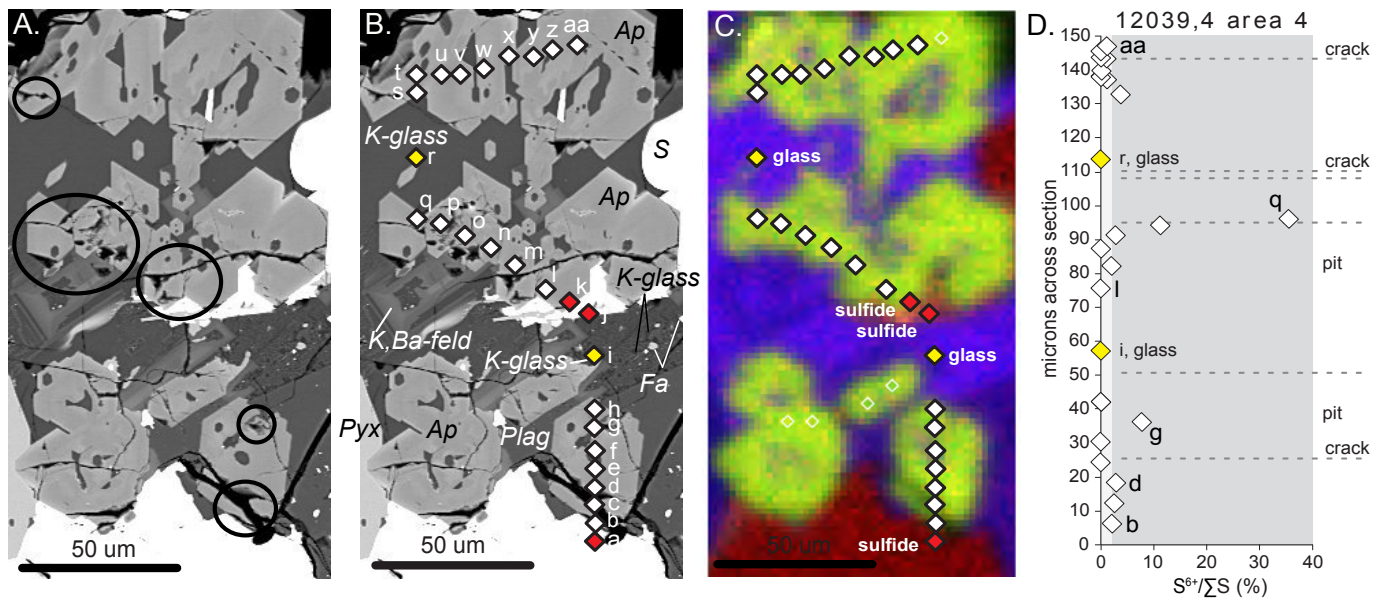 A.
50 um
B.
t
u
v
w
x
y
z
aa
Ap
s
K-glass
r
S
q
p
o
n
m
l
k
j
Ap
K-glass
K,Ba-feld
K-glass
i
Fa
Pyx
Ap
Plag
h
g
f
e
d
c
b
a
50 um
C.
glass
sulfide
sulfide
glass
sulfide
50 um
D.
12039,4 area 4
150
140
130
120
110
100
90
80
70
60
50
40
30
20
10
0
microns across section
aa
crack
r, glass
crack
q
pit
l
i, glass
pit
g
crack
d
b
0 10 20 30 40
S⁶⁺/∑S (%)